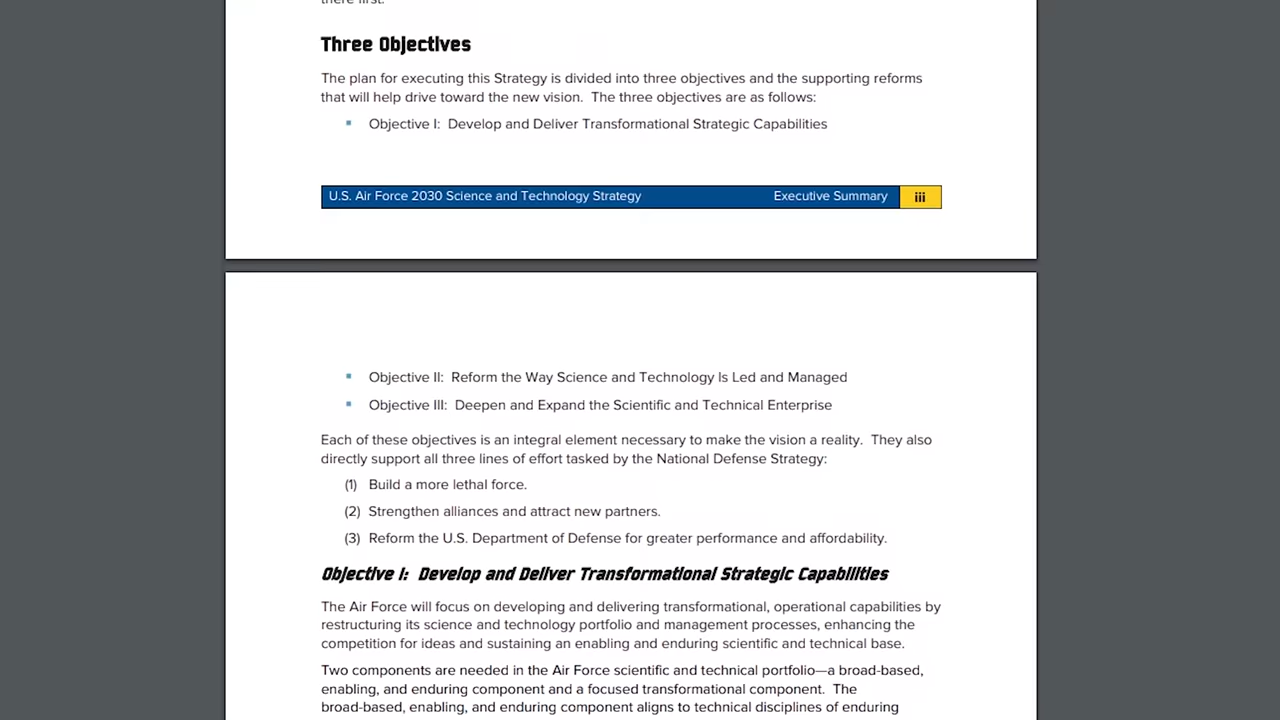 there first.
Three Objectives
The plan for executing this Strategy is divided into three objectives and the supporting reforms
that will help drive toward the new vision. The three objectives are as follows:
▪ Objective I: Develop and Deliver Transformational Strategic Capabilities
U.S. Air Force 2030 Science and Technology Strategy Executive Summary iii
▪ Objective II: Reform the Way Science and Technology Is Led and Managed
▪ Objective III: Deepen and Expand the Scientific and Technical Enterprise
Each of these objectives is an integral element necessary to make the vision a reality. They also
directly support all three lines of effort tasked by the National Defense Strategy:
(1) Build a more lethal force.
(2) Strengthen alliances and attract new partners.
(3) Reform the U.S. Department of Defense for greater performance and affordability.
Objective I: Develop and Deliver Transformational Strategic Capabilities
The Air Force will focus on developing and delivering transformational, operational capabilities by
restructuring its science and technology portfolio and management processes, enhancing the
competition for ideas and sustaining an enabling and enduring scientific and technical base.
Two components are needed in the Air Force scientific and technical portfolio—a broad-based,
enabling, and enduring component and a focused transformational component. The
broad-based, enabling, and enduring component aligns to technical disciplines of enduring